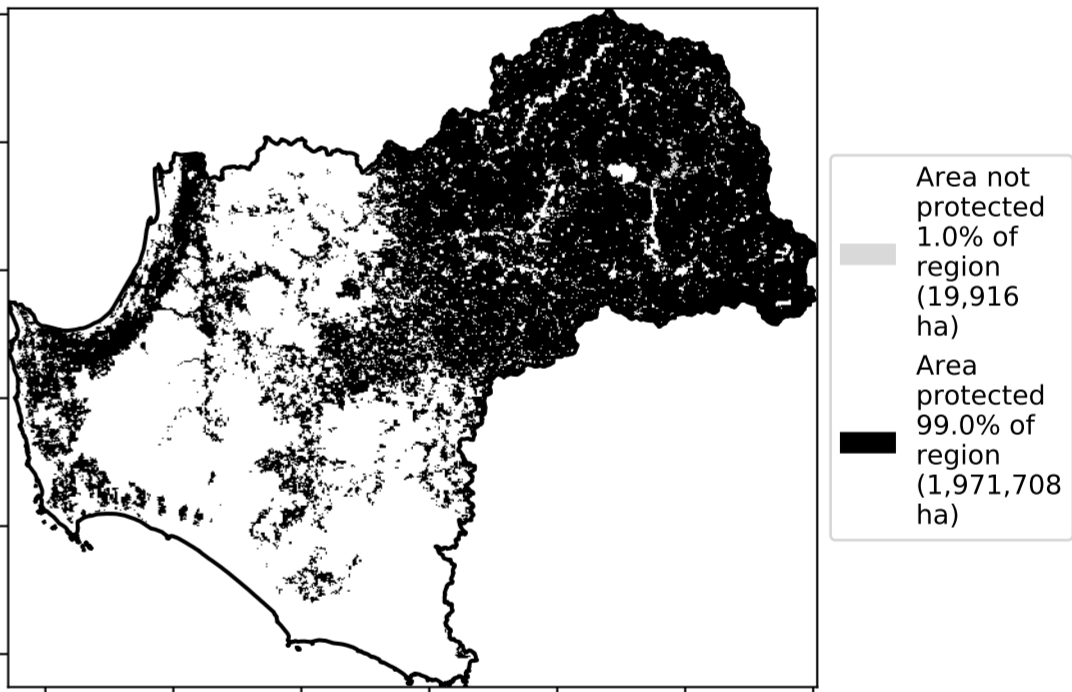 Area not
protected
1.0% of
region
(19,916
ha)
Area
protected
99.0% of
region
(1,971,708
ha)